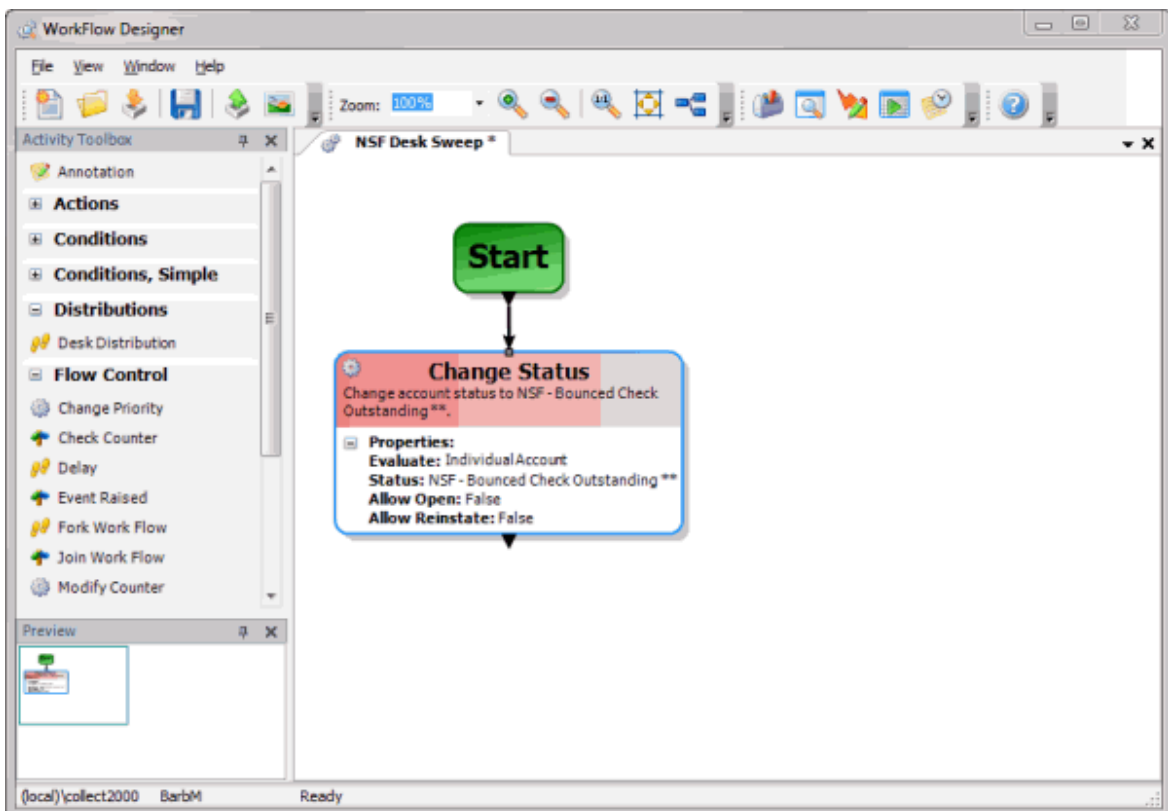 WorkFlow Designer
File View Window Help
Zoom: 100% 1:1
Activity Toolbox
NSF Desk Sweep *
Annotation
Actions
Conditions
Conditions, Simple
Distributions
Desk Distribution
Flow Control
Change Priority
Check Counter
Delay
Event Raised
Fork Work Flow
Join Work Flow
Modify Counter
Preview
Start
Change Status
Change account status to NSF - Bounced Check
Outstanding **.
Properties:
Evaluate: Individual Account
Status: NSF - Bounced Check Outstanding **
Allow Open: False
Allow Reinstate: False
(local)\collect2000 BarbM Ready